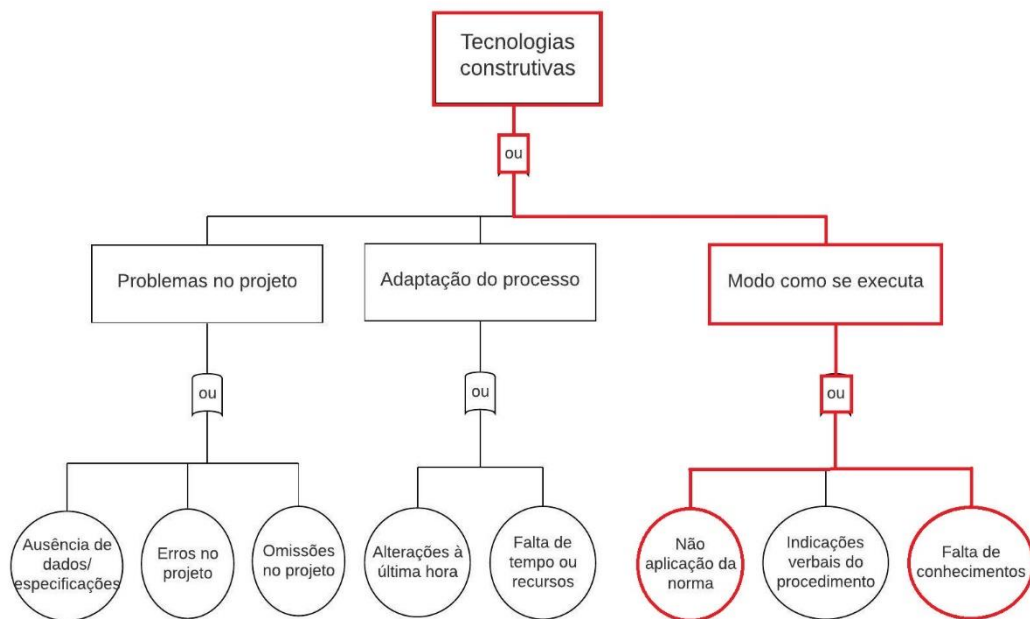 Tecnologias
construtivas
ou
Problemas no projeto
Adaptação do processo
Modo como se executa
ou
ou
ou
Ausência de
dados/
especificações
Erros no
projeto
Omissões
no projeto
Alterações à
última hora
Falta de
tempo ou
recursos
Não
aplicação da
norma
Indicações
verbais do
procedimento
Falta de
conhecimentos